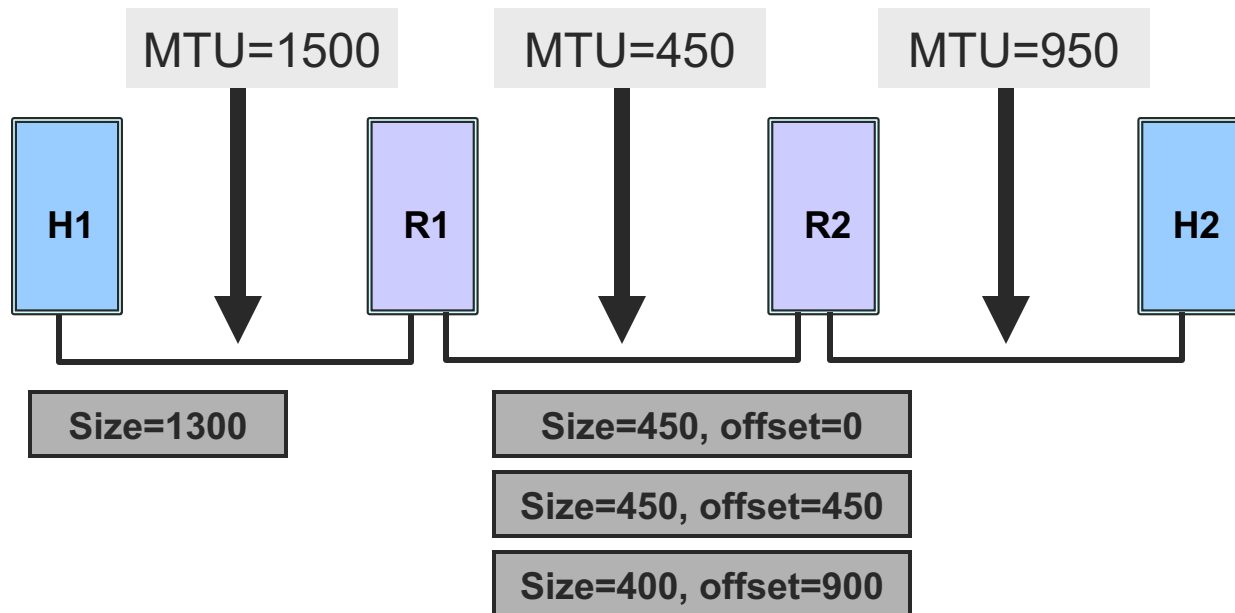 MTU=1500
MTU=450
MTU=950
H1
R1
R2
H2
Size=1300
Size=450, offset=0
Size=450, offset=450
Size=400, offset=900